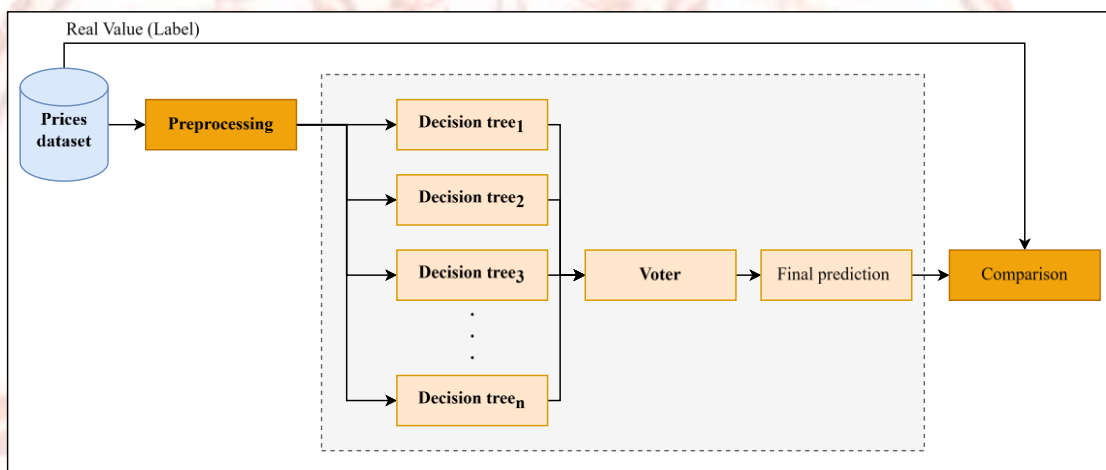 Real Value (Label)
Prices
dataset
Preprocessing
Decision tree1
Decision tree2
Decision tree3
.
.
.
Decision treen
Voter
Final prediction
Comparison